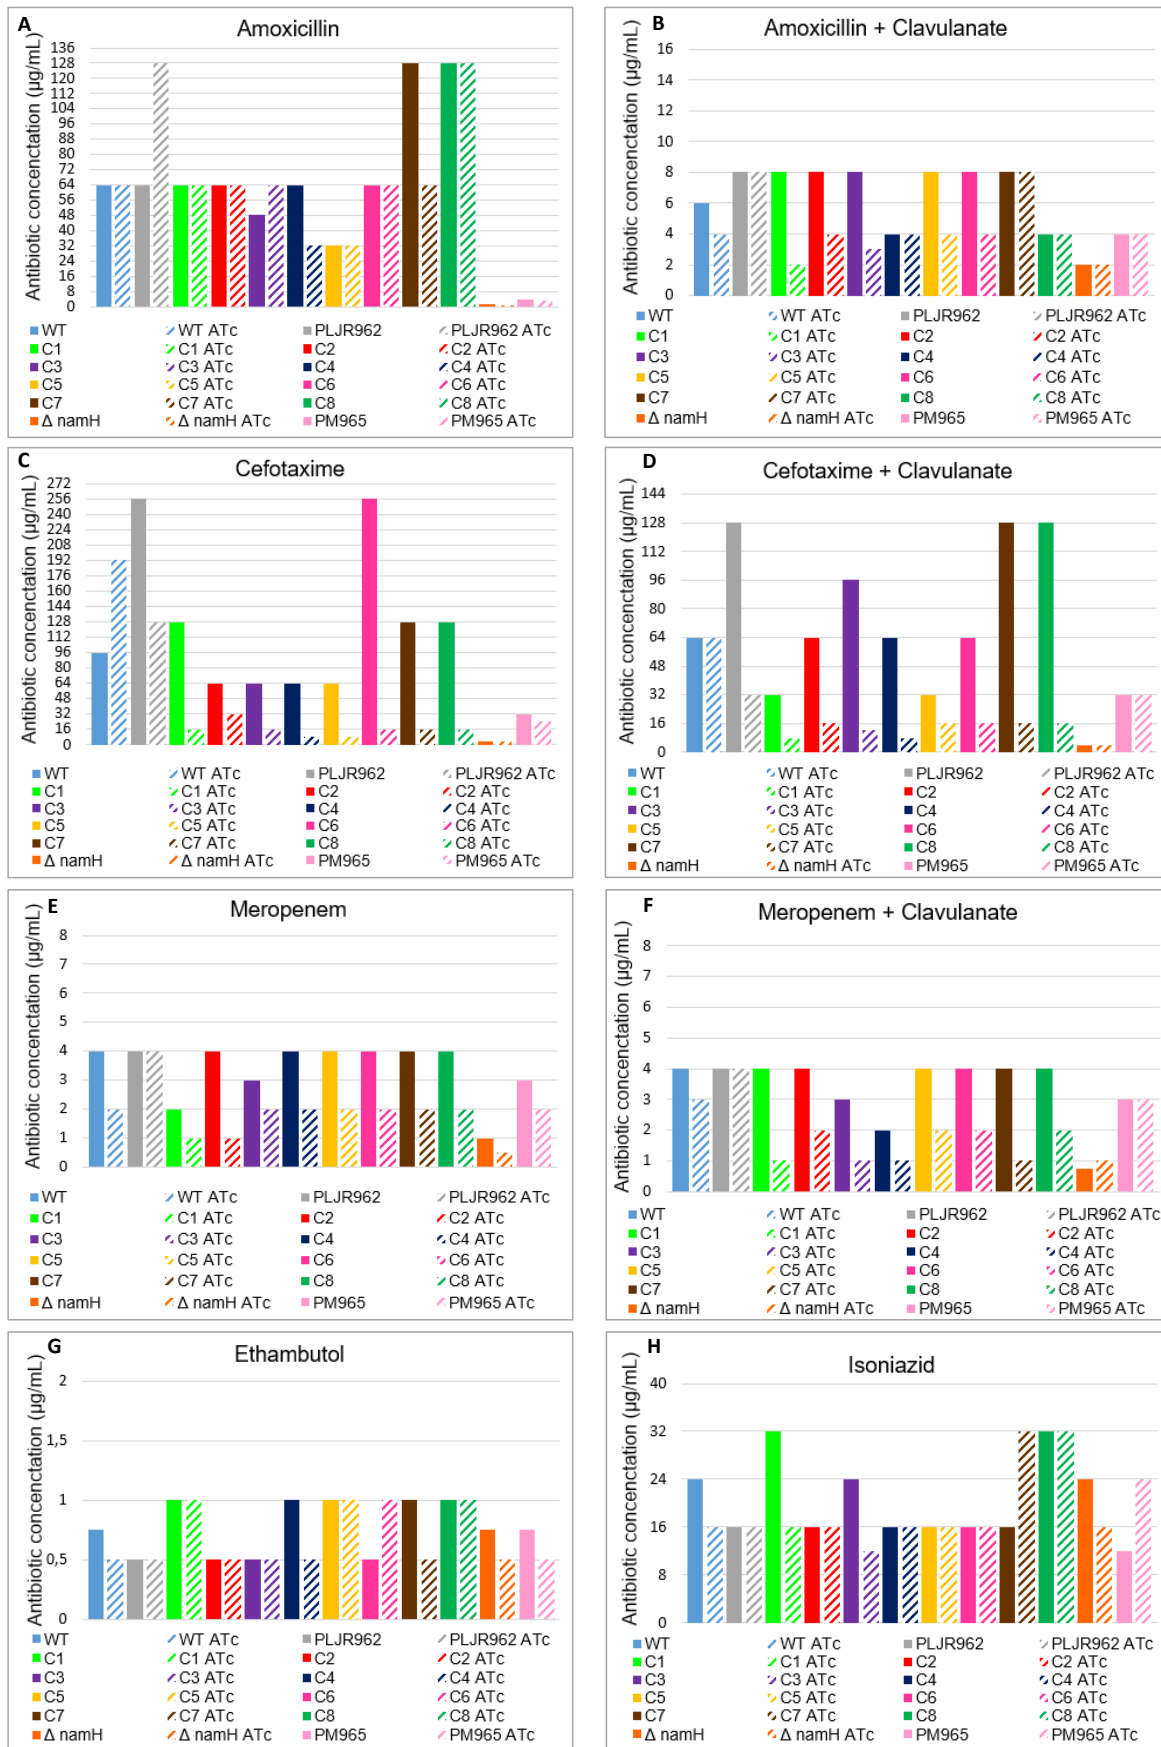 A
Amoxicillin
Antibiotic concenctation (µg/mL)
136
128
120
112
104
96
88
80
72
64
56
48
40
32
24
16
8
0
WT WT ATc PLJR962 PLJR962 ATc
C1 C1 ATc C2 C2 ATc
C3 C3 ATc C4 C4 ATc
C5 C5 ATc C6 C6 ATc
C7 C7 ATc C8 C8 ATc
Δ namH Δ namH ATc PM965 PM965 ATc
B
Amoxicillin + Clavulanate
Antibiotic concenctation (µg/mL)
16
14
12
10
8
6
4
2
0
WT WT ATc PLJR962 PLJR962 ATc
C1 C1 ATc C2 C2 ATc
C3 C3 ATc C4 C4 ATc
C5 C5 ATc C6 C6 ATc
C7 C7 ATc C8 C8 ATc
Δ namH Δ namH ATc PM965 PM965 ATc
C
Cefotaxime
Antibiotic concenctation (µg/mL)
272
256
240
224
208
192
176
160
144
128
112
96
80
64
48
32
16
0
WT WT ATc PLJR962 PLJR962 ATc
C1 C1 ATc C2 C2 ATc
C3 C3 ATc C4 C4 ATc
C5 C5 ATc C6 C6 ATc
C7 C7 ATc C8 C8 ATc
Δ namH Δ namH ATc PM965 PM965 ATc
D
Cefotaxime + Clavulanate
Antibiotic concenctation (µg/mL)
144
128
112
96
80
64
48
32
16
0
WT WT ATc PLJR962 PLJR962 ATc
C1 C1 ATc C2 C2 ATc
C3 C3 ATc C4 C4 ATc
C5 C5 ATc C6 C6 ATc
C7 C7 ATc C8 C8 ATc
Δ namH Δ namH ATc PM965 PM965 ATc
E
Meropenem
Antibiotic concenctation (µg/mL)
8
7
6
5
4
3
2
1
0
WT WT ATc PLJR962 PLJR962 ATc
C1 C1 ATc C2 C2 ATc
C3 C3 ATc C4 C4 ATc
C5 C5 ATc C6 C6 ATc
C7 C7 ATc C8 C8 ATc
Δ namH Δ namH ATc PM965 PM965 ATc
F
Meropenem + Clavulanate
Antibiotic concenctation (µg/mL)
8
7
6
5
4
3
2
1
0
WT WT ATc PLJR962 PLJR962 ATc
C1 C1 ATc C2 C2 ATc
C3 C3 ATc C4 C4 ATc
C5 C5 ATc C6 C6 ATc
C7 C7 ATc C8 C8 ATc
Δ namH Δ namH ATc PM965 PM965 ATc
G
Ethambutol
Antibiotic concenctation (µg/mL)
2
1,5
1
0,5
0
WT WT ATc PLJR962 PLJR962 ATc
C1 C1 ATc C2 C2 ATc
C3 C3 ATc C4 C4 ATc
C5 C5 ATc C6 C6 ATc
C7 C7 ATc C8 C8 ATc
Δ namH Δ namH ATc PM965 PM965 ATc
H
Isoniazid
Antibiotic concenctation (µg/mL)
40
32
24
16
8
0
WT WT ATc PLJR962 PLJR962 ATc
C1 C1 ATc C2 C2 ATc
C3 C3 ATc C4 C4 ATc
C5 C5 ATc C6 C6 ATc
C7 C7 ATc C8 C8 ATc
Δ namH Δ namH ATc PM965 PM965 ATc